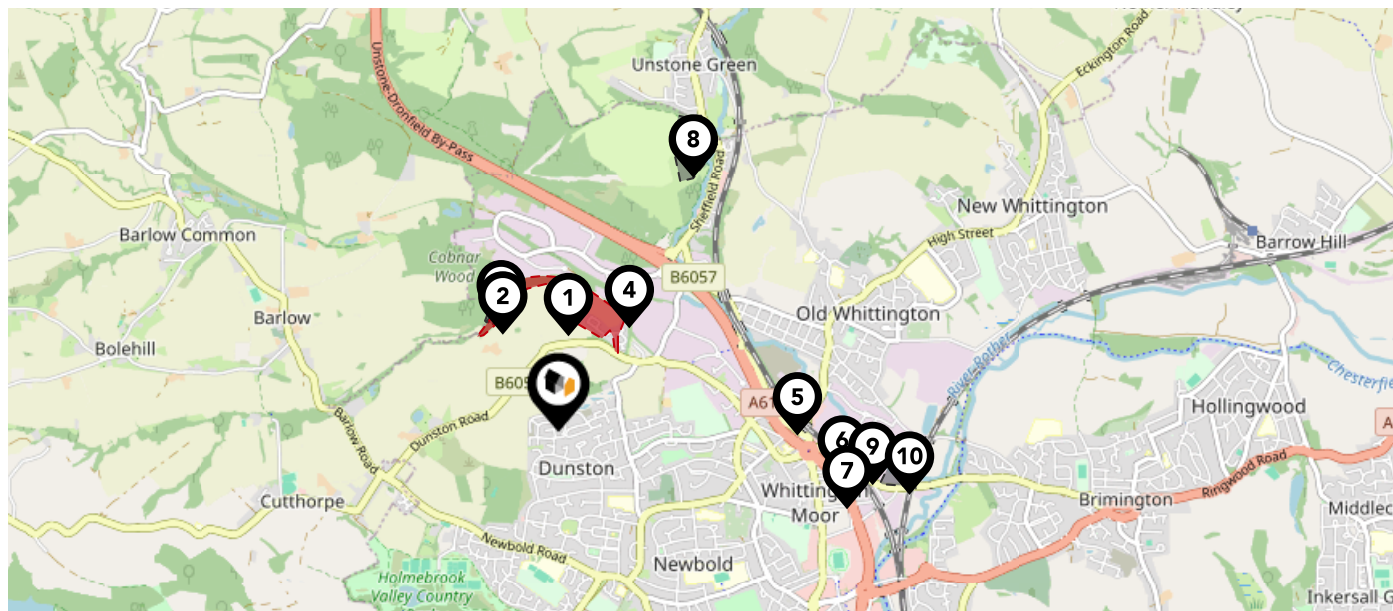 Eckington Road
Unstone Green
Unstone-Dronfield By-Pass
8
Sheffield Road
New Whittington
High Street
Barlow Common
Barrow Hill
Cobnar
Wood
B6057
2
1
4
Barlow
Old Whittington
Bolehill
River Rother
Chesterfie
B605
A61
5
Hollingwood
A
Barlow Road
Dunston Road
6
9
10
7
Dunston
Ringwood Road
Cutthorpe
Whittington
Moor
Brimington
Middlec
Newbold Road
Newbold
Holmebrook
Valley Country
Inkersall G